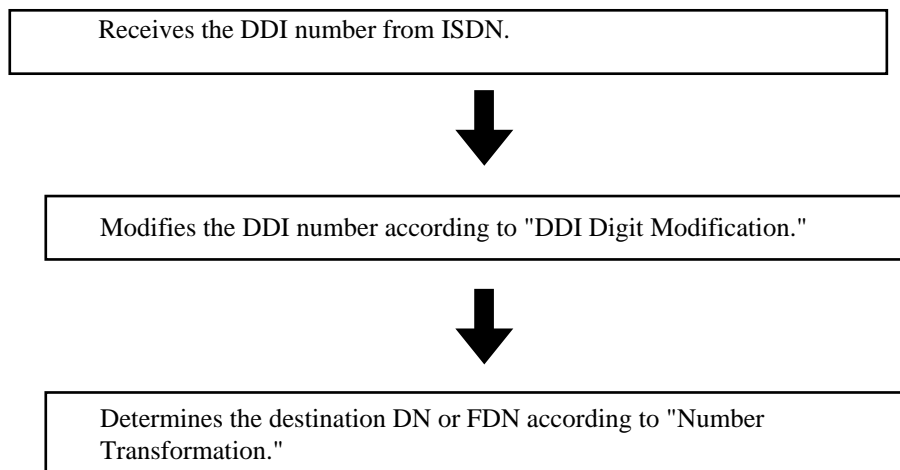 Receives the DDI number from ISDN.
Modifies the DDI number according to "DDI Digit Modification."
Determines the destination DN or FDN according to "Number
Transformation."